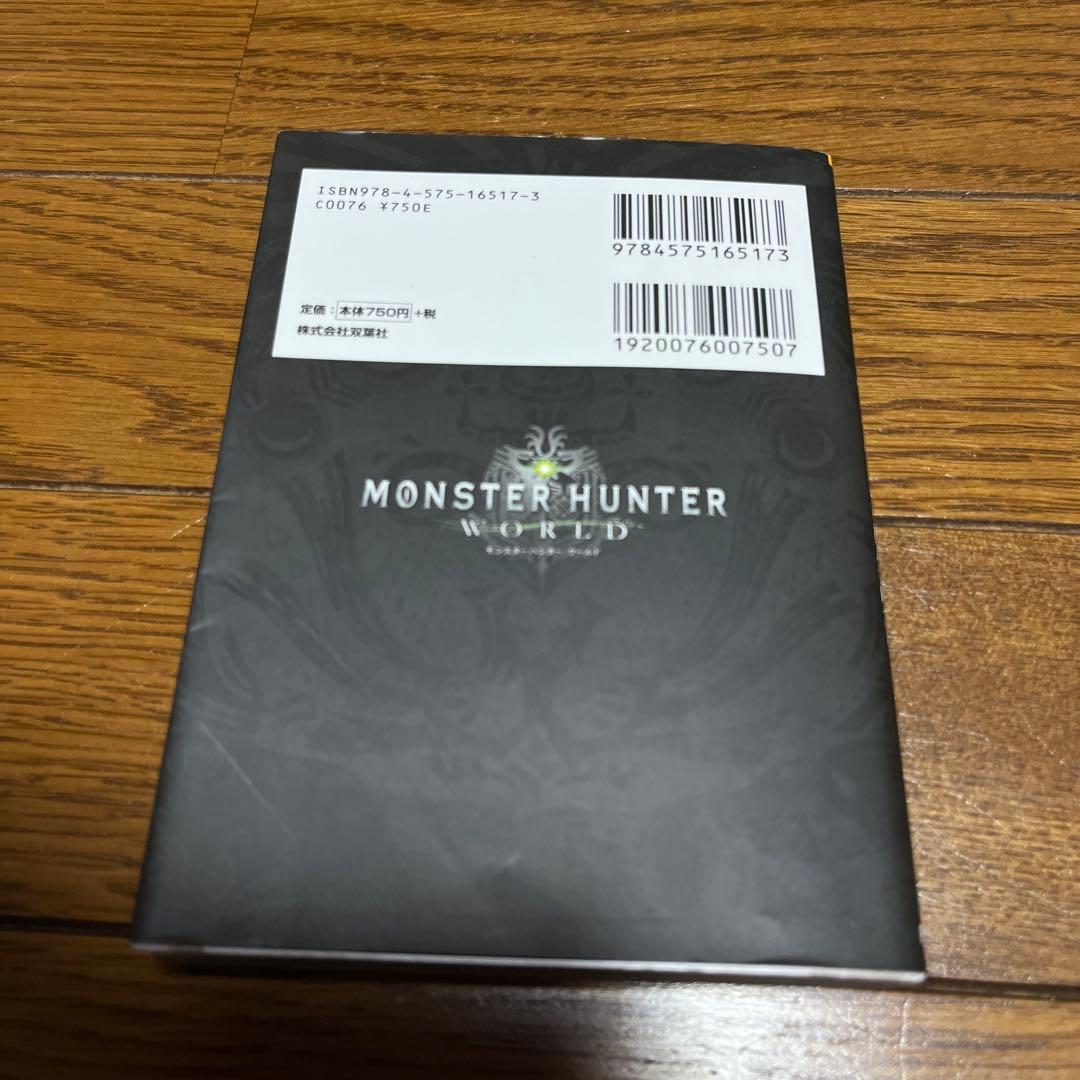 ISBN978-4-575-16517-3
C0076 ¥750E
9784575165173
定価：本体750円+税
株式会社双葉社
1920076007507
MONSTER HUNTER
WORLD
モンスターハンター:ワールド